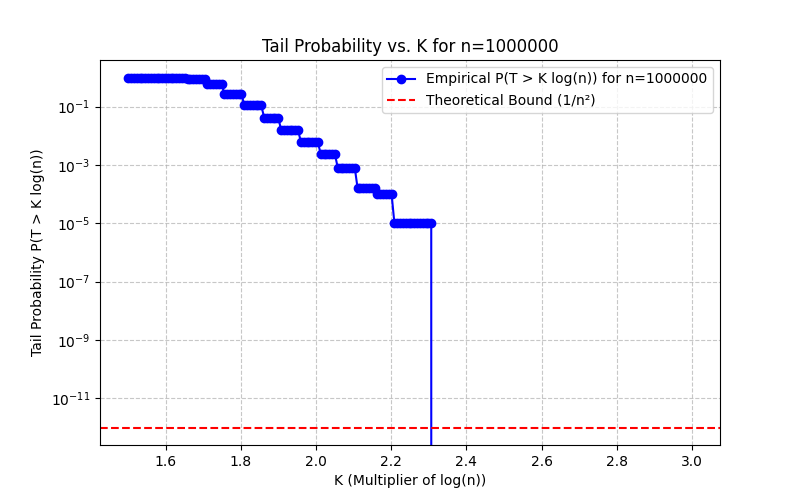 Tail Probability vs. K for n=1000000
Empirical P(T > K log(n)) for n=1000000
Theoretical Bound (1/n²)
Tail Probability P(T > K log(n))
10⁻¹
10⁻³
10⁻⁵
10⁻⁷
10⁻⁹
10⁻¹¹
1.6 1.8 2.0 2.2 2.4 2.6 2.8 3.0
K (Multiplier of log(n))